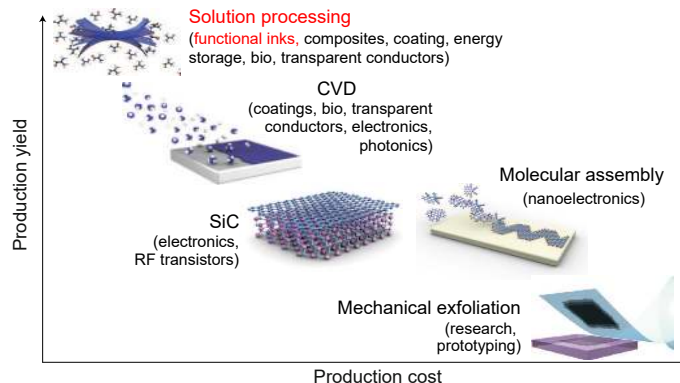 Solution processing
(functional inks, composites, coating, energy
storage, bio, transparent conductors)
CVD
(coatings, bio, transparent
conductors, electronics,
photonics)
Molecular assembly
(nanoelectronics)
SiC
(electronics,
RF transistors)
Mechanical exfoliation
(research,
prototyping)
Production yield
Production cost